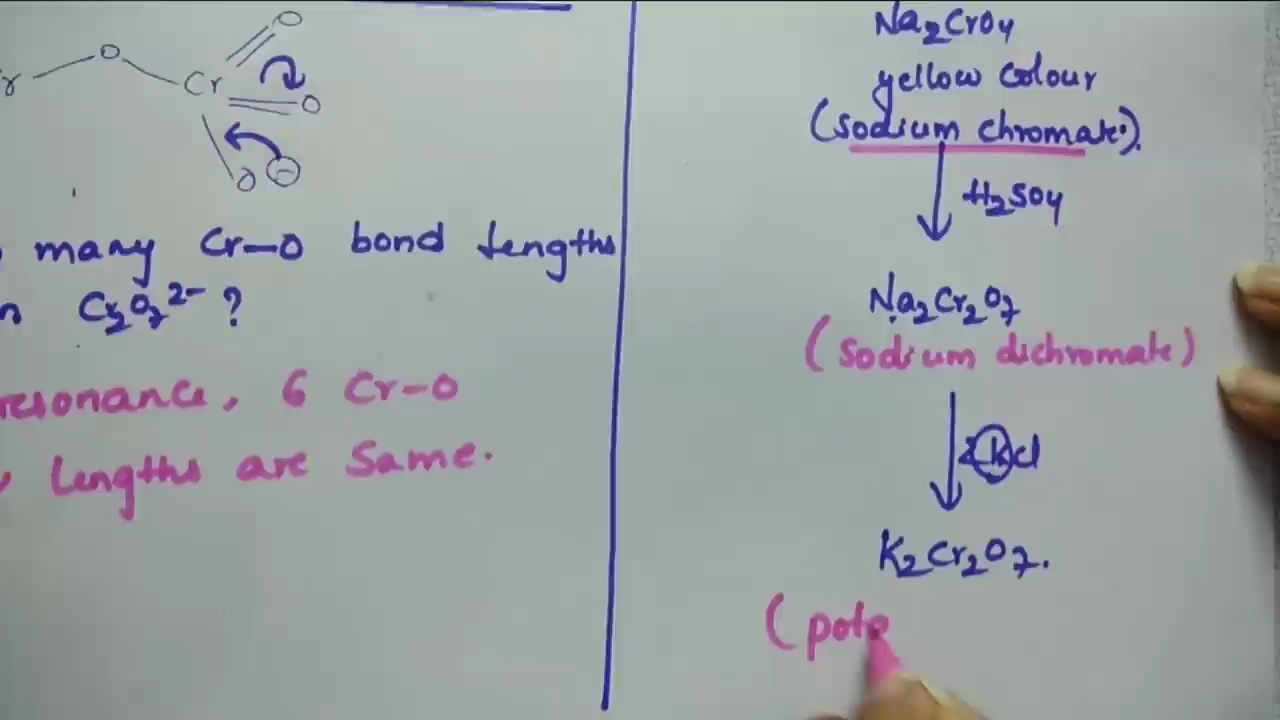 O
O
r
Cr
O
O −
many Cr—O bond lengths
n Cr2O7 2− ?
resonance, 6 Cr—O
lengths are Same.
Na2CrO4
yellow colour
(sodium chromate).
H2SO4
Na2Cr2O7
(sodium dichromate)
2KCl
K2Cr2O7.
(pota